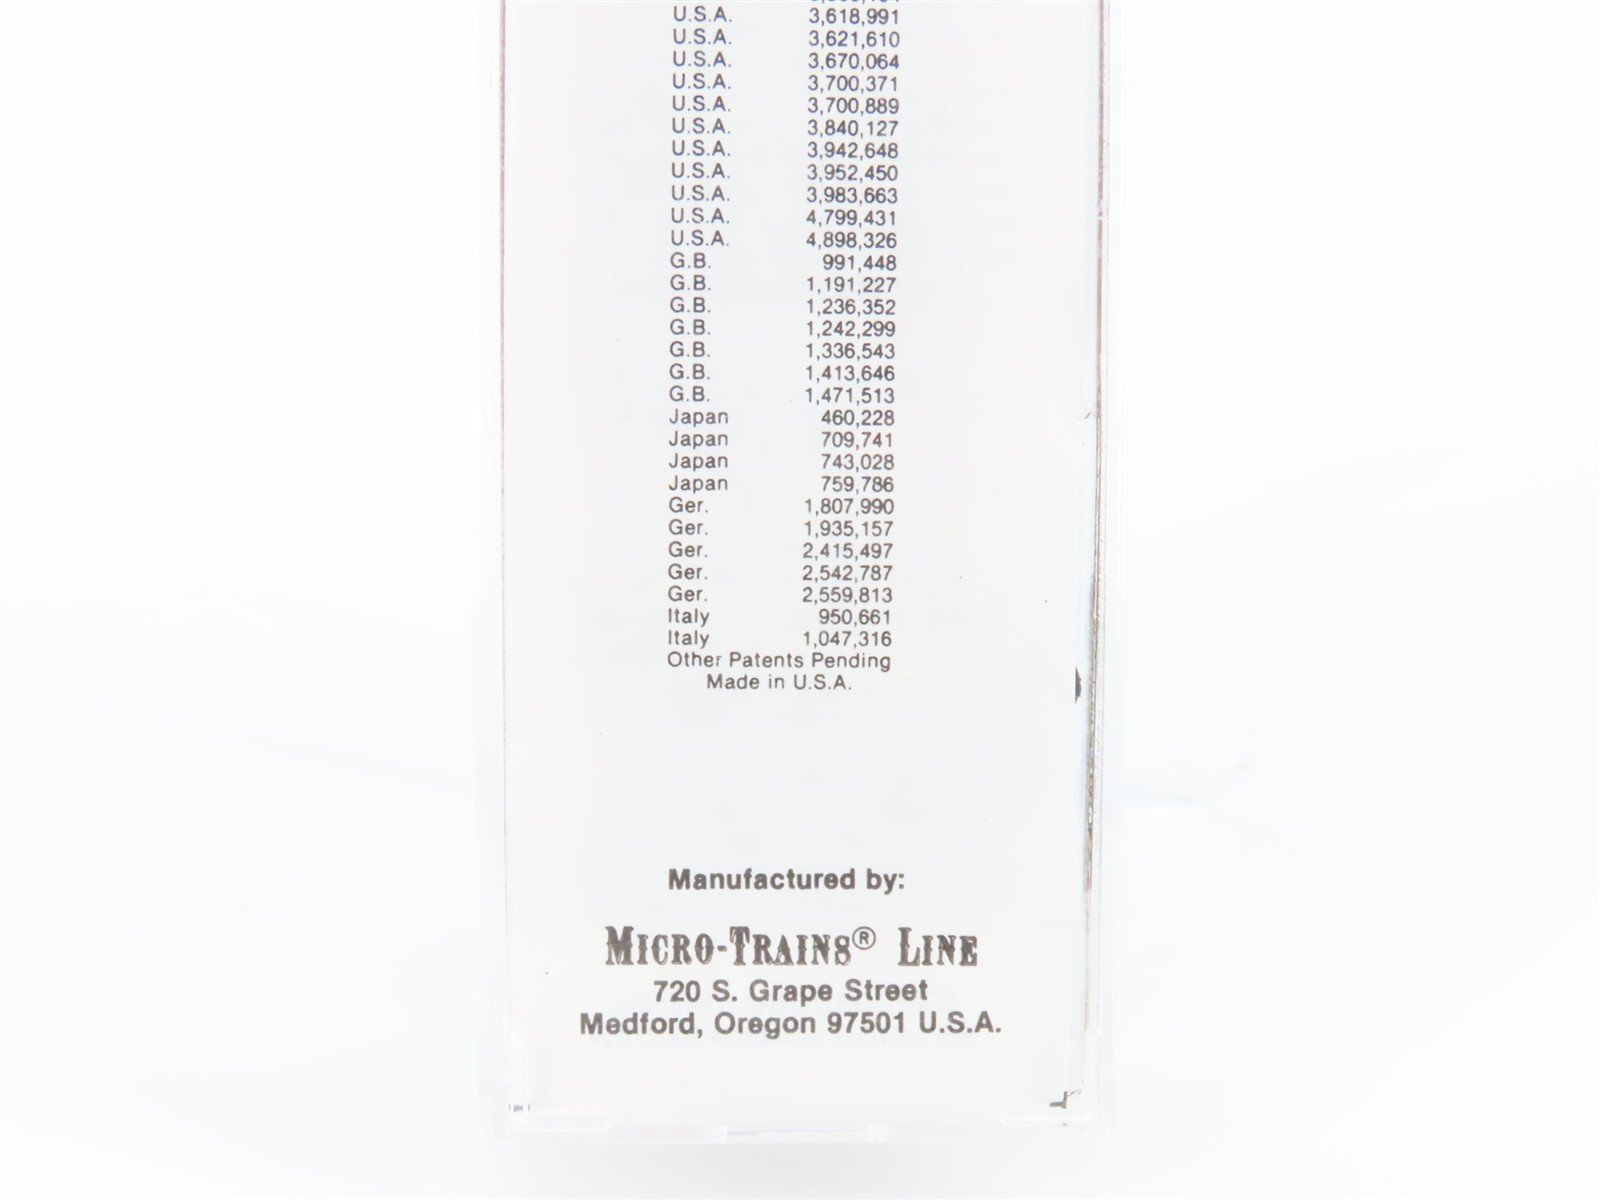 U.S.A. 3,618,991
U.S.A. 3,621,610
U.S.A. 3,670,064
U.S.A. 3,700,371
U.S.A. 3,700,889
U.S.A. 3,840,127
U.S.A. 3,942,648
U.S.A. 3,952,450
U.S.A. 3,983,663
U.S.A. 4,799,431
U.S.A. 4,898,326
G.B. 991,448
G.B. 1,191,227
G.B. 1,236,352
G.B. 1,242,299
G.B. 1,336,543
G.B. 1,413,646
G.B. 1,471,513
Japan 460,228
Japan 709,741
Japan 743,028
Japan 759,786
Ger. 1,807,990
Ger. 1,935,157
Ger. 2,415,497
Ger. 2,542,787
Ger. 2,559,813
Italy 950,661
Italy 1,047,316
Other Patents Pending
Made in U.S.A.
Manufactured by:
MICRO-TRAINS® LINE
720 S. Grape Street
Medford, Oregon 97501 U.S.A.